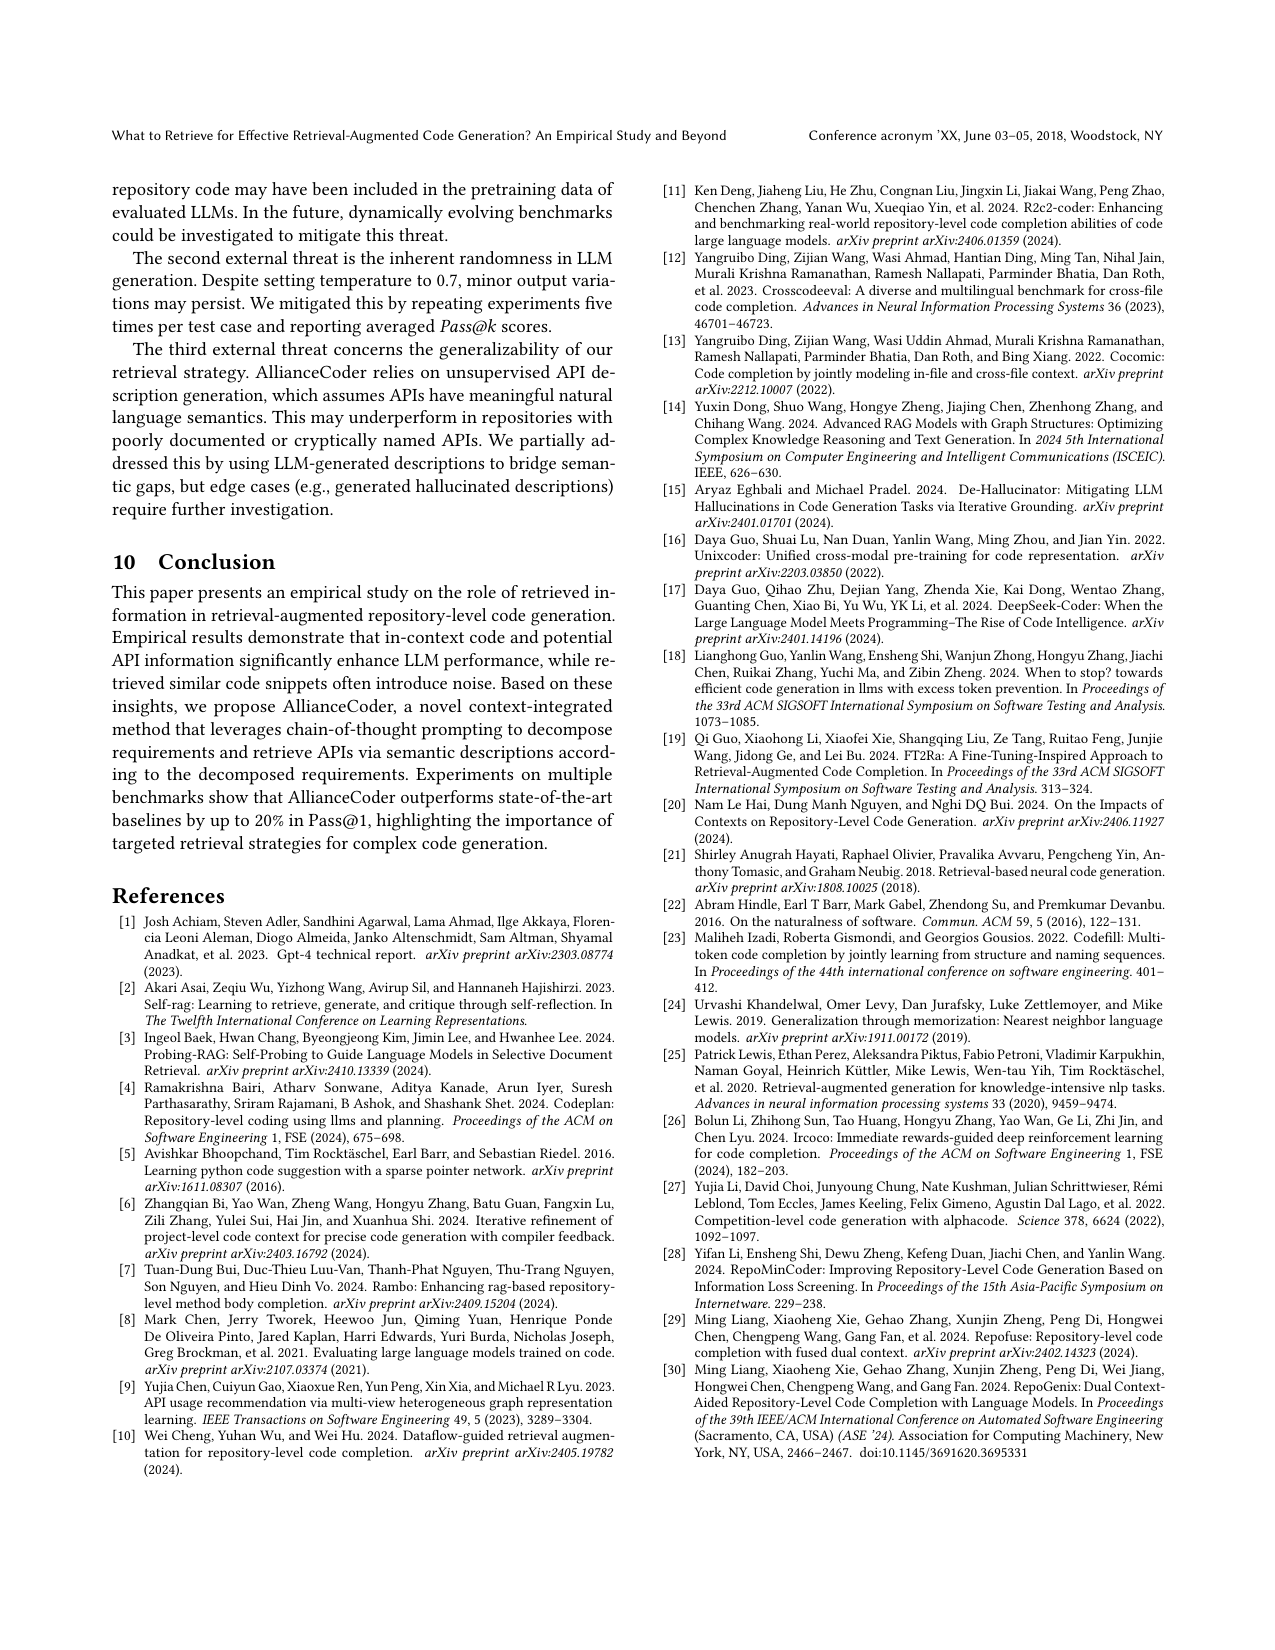 What to Retrieve for Effective Retrieval-Augmented Code Generation? An Empirical Study and Beyond
Conference acronym 'XX, June 03–05, 2018, Woodstock, NY
repository code may have been included in the pretraining data of
evaluated LLMs. In the future, dynamically evolving benchmarks
could be investigated to mitigate this threat.
The second external threat is the inherent randomness in LLM
generation. Despite setting temperature to 0.7, minor output varia-
tions may persist. We mitigated this by repeating experiments five
times per test case and reporting averaged Pass@k scores.
The third external threat concerns the generalizability of our
retrieval strategy. AllianceCoder relies on unsupervised API de-
scription generation, which assumes APIs have meaningful natural
language semantics. This may underperform in repositories with
poorly documented or cryptically named APIs. We partially ad-
dressed this by using LLM-generated descriptions to bridge seman-
tic gaps, but edge cases (e.g., generated hallucinated descriptions)
require further investigation.
10 Conclusion
This paper presents an empirical study on the role of retrieved in-
formation in retrieval-augmented repository-level code generation.
Empirical results demonstrate that in-context code and potential
API information significantly enhance LLM performance, while re-
trieved similar code snippets often introduce noise. Based on these
insights, we propose AllianceCoder, a novel context-integrated
method that leverages chain-of-thought prompting to decompose
requirements and retrieve APIs via semantic descriptions accord-
ing to the decomposed requirements. Experiments on multiple
benchmarks show that AllianceCoder outperforms state-of-the-art
baselines by up to 20% in Pass@1, highlighting the importance of
targeted retrieval strategies for complex code generation.
References
[1] Josh Achiam, Steven Adler, Sandhini Agarwal, Lama Ahmad, Ilge Akkaya, Floren-
cia Leoni Aleman, Diogo Almeida, Janko Altenschmidt, Sam Altman, Shyamal
Anadkat, et al. 2023. Gpt-4 technical report. arXiv preprint arXiv:2303.08774
(2023).
[2] Akari Asai, Zeqiu Wu, Yizhong Wang, Avirup Sil, and Hannaneh Hajishirzi. 2023.
Self-rag: Learning to retrieve, generate, and critique through self-reflection. In
The Twelfth International Conference on Learning Representations.
[3] Ingeol Baek, Hwan Chang, Byeongjeong Kim, Jimin Lee, and Hwanhee Lee. 2024.
Probing-RAG: Self-Probing to Guide Language Models in Selective Document
Retrieval. arXiv preprint arXiv:2410.13339 (2024).
[4] Ramakrishna Bairi, Atharv Sonwane, Aditya Kanade, Arun Iyer, Suresh
Parthasarathy, Sriram Rajamani, B Ashok, and Shashank Shet. 2024. Codeplan:
Repository-level coding using llms and planning. Proceedings of the ACM on
Software Engineering 1, FSE (2024), 675–698.
[5] Avishkar Bhoopchand, Tim Rocktäschel, Earl Barr, and Sebastian Riedel. 2016.
Learning python code suggestion with a sparse pointer network. arXiv preprint
arXiv:1611.08307 (2016).
[6] Zhangqian Bi, Yao Wan, Zheng Wang, Hongyu Zhang, Batu Guan, Fangxin Lu,
Zili Zhang, Yulei Sui, Hai Jin, and Xuanhua Shi. 2024. Iterative refinement of
project-level code context for precise code generation with compiler feedback.
arXiv preprint arXiv:2403.16792 (2024).
[7] Tuan-Dung Bui, Duc-Thieu Luu-Van, Thanh-Phat Nguyen, Thu-Trang Nguyen,
Son Nguyen, and Hieu Dinh Vo. 2024. Rambo: Enhancing rag-based repository-
level method body completion. arXiv preprint arXiv:2409.15204 (2024).
[8] Mark Chen, Jerry Tworek, Heewoo Jun, Qiming Yuan, Henrique Ponde
De Oliveira Pinto, Jared Kaplan, Harri Edwards, Yuri Burda, Nicholas Joseph,
Greg Brockman, et al. 2021. Evaluating large language models trained on code.
arXiv preprint arXiv:2107.03374 (2021).
[9] Yujia Chen, Cuiyun Gao, Xiaoxue Ren, Yun Peng, Xin Xia, and Michael R Lyu. 2023.
API usage recommendation via multi-view heterogeneous graph representation
learning. IEEE Transactions on Software Engineering 49, 5 (2023), 3289–3304.
[10] Wei Cheng, Yuhan Wu, and Wei Hu. 2024. Dataflow-guided retrieval augmen-
tation for repository-level code completion. arXiv preprint arXiv:2405.19782
(2024).
[11] Ken Deng, Jiaheng Liu, He Zhu, Congnan Liu, Jingxin Li, Jiakai Wang, Peng Zhao,
Chenchen Zhang, Yanan Wu, Xueqiao Yin, et al. 2024. R2c2-coder: Enhancing
and benchmarking real-world repository-level code completion abilities of code
large language models. arXiv preprint arXiv:2406.01359 (2024).
[12] Yangruibo Ding, Zijian Wang, Wasi Ahmad, Hantian Ding, Ming Tan, Nihal Jain,
Murali Krishna Ramanathan, Ramesh Nallapati, Parminder Bhatia, Dan Roth,
et al. 2023. Crosscodeeval: A diverse and multilingual benchmark for cross-file
code completion. Advances in Neural Information Processing Systems 36 (2023),
46701–46723.
[13] Yangruibo Ding, Zijian Wang, Wasi Uddin Ahmad, Murali Krishna Ramanathan,
Ramesh Nallapati, Parminder Bhatia, Dan Roth, and Bing Xiang. 2022. Cocomic:
Code completion by jointly modeling in-file and cross-file context. arXiv preprint
arXiv:2212.10007 (2022).
[14] Yuxin Dong, Shuo Wang, Hongye Zheng, Jiajing Chen, Zhenhong Zhang, and
Chihang Wang. 2024. Advanced RAG Models with Graph Structures: Optimizing
Complex Knowledge Reasoning and Text Generation. In 2024 5th International
Symposium on Computer Engineering and Intelligent Communications (ISCEIC).
IEEE, 626–630.
[15] Aryaz Eghbali and Michael Pradel. 2024. De-Hallucinator: Mitigating LLM
Hallucinations in Code Generation Tasks via Iterative Grounding. arXiv preprint
arXiv:2401.01701 (2024).
[16] Daya Guo, Shuai Lu, Nan Duan, Yanlin Wang, Ming Zhou, and Jian Yin. 2022.
Unixcoder: Unified cross-modal pre-training for code representation. arXiv
preprint arXiv:2203.03850 (2022).
[17] Daya Guo, Qihao Zhu, Dejian Yang, Zhenda Xie, Kai Dong, Wentao Zhang,
Guanting Chen, Xiao Bi, Yu Wu, YK Li, et al. 2024. DeepSeek-Coder: When the
Large Language Model Meets Programming–The Rise of Code Intelligence. arXiv
preprint arXiv:2401.14196 (2024).
[18] Lianghong Guo, Yanlin Wang, Ensheng Shi, Wanjun Zhong, Hongyu Zhang, Jiachi
Chen, Ruikai Zhang, Yuchi Ma, and Zibin Zheng. 2024. When to stop? towards
efficient code generation in llms with excess token prevention. In Proceedings of
the 33rd ACM SIGSOFT International Symposium on Software Testing and Analysis.
1073–1085.
[19] Qi Guo, Xiaohong Li, Xiaofei Xie, Shangqing Liu, Ze Tang, Ruitao Feng, Junjie
Wang, Jidong Ge, and Lei Bu. 2024. FT2Ra: A Fine-Tuning-Inspired Approach to
Retrieval-Augmented Code Completion. In Proceedings of the 33rd ACM SIGSOFT
International Symposium on Software Testing and Analysis. 313–324.
[20] Nam Le Hai, Dung Manh Nguyen, and Nghi DQ Bui. 2024. On the Impacts of
Contexts on Repository-Level Code Generation. arXiv preprint arXiv:2406.11927
(2024).
[21] Shirley Anugrah Hayati, Raphael Olivier, Pravalika Avvaru, Pengcheng Yin, An-
thony Tomasic, and Graham Neubig. 2018. Retrieval-based neural code generation.
arXiv preprint arXiv:1808.10025 (2018).
[22] Abram Hindle, Earl T Barr, Mark Gabel, Zhendong Su, and Premkumar Devanbu.
2016. On the naturalness of software. Commun. ACM 59, 5 (2016), 122–131.
[23] Maliheh Izadi, Roberta Gismondi, and Georgios Gousios. 2022. Codefill: Multi-
token code completion by jointly learning from structure and naming sequences.
In Proceedings of the 44th international conference on software engineering. 401–
412.
[24] Urvashi Khandelwal, Omer Levy, Dan Jurafsky, Luke Zettlemoyer, and Mike
Lewis. 2019. Generalization through memorization: Nearest neighbor language
models. arXiv preprint arXiv:1911.00172 (2019).
[25] Patrick Lewis, Ethan Perez, Aleksandra Piktus, Fabio Petroni, Vladimir Karpukhin,
Naman Goyal, Heinrich Küttler, Mike Lewis, Wen-tau Yih, Tim Rocktäschel,
et al. 2020. Retrieval-augmented generation for knowledge-intensive nlp tasks.
Advances in neural information processing systems 33 (2020), 9459–9474.
[26] Bolun Li, Zhihong Sun, Tao Huang, Hongyu Zhang, Yao Wan, Ge Li, Zhi Jin, and
Chen Lyu. 2024. Ircoco: Immediate rewards-guided deep reinforcement learning
for code completion. Proceedings of the ACM on Software Engineering 1, FSE
(2024), 182–203.
[27] Yujia Li, David Choi, Junyoung Chung, Nate Kushman, Julian Schrittwieser, Rémi
Leblond, Tom Eccles, James Keeling, Felix Gimeno, Agustin Dal Lago, et al. 2022.
Competition-level code generation with alphacode. Science 378, 6624 (2022),
1092–1097.
[28] Yifan Li, Ensheng Shi, Dewu Zheng, Kefeng Duan, Jiachi Chen, and Yanlin Wang.
2024. RepoMinCoder: Improving Repository-Level Code Generation Based on
Information Loss Screening. In Proceedings of the 15th Asia-Pacific Symposium on
Internetware. 229–238.
[29] Ming Liang, Xiaoheng Xie, Gehao Zhang, Xunjin Zheng, Peng Di, Hongwei
Chen, Chengpeng Wang, Gang Fan, et al. 2024. Repofuse: Repository-level code
completion with fused dual context. arXiv preprint arXiv:2402.14323 (2024).
[30] Ming Liang, Xiaoheng Xie, Gehao Zhang, Xunjin Zheng, Peng Di, Wei Jiang,
Hongwei Chen, Chengpeng Wang, and Gang Fan. 2024. RepoGenix: Dual Context-
Aided Repository-Level Code Completion with Language Models. In Proceedings
of the 39th IEEE/ACM International Conference on Automated Software Engineering
(Sacramento, CA, USA) (ASE '24). Association for Computing Machinery, New
York, NY, USA, 2466–2467. doi:10.1145/3691620.3695331